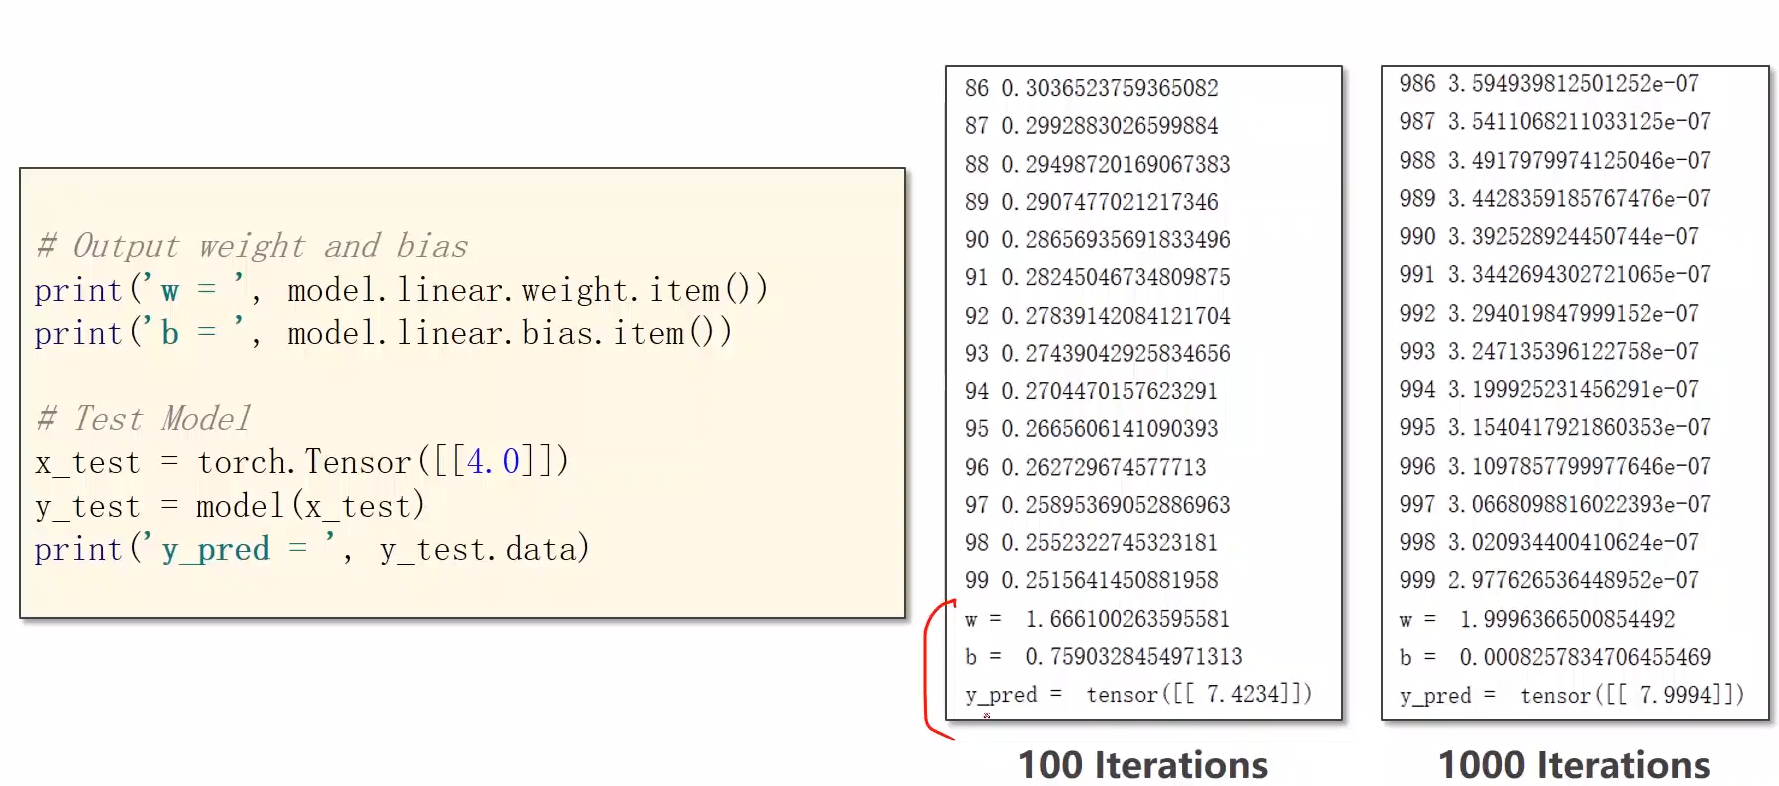 # Output weight and bias
print('w = ', model.linear.weight.item())
print('b = ', model.linear.bias.item())
# Test Model
x_test = torch.Tensor([[4.0]])
y_test = model(x_test)
print('y_pred = ', y_test.data)
86 0.3036523759365082
87 0.2992883026599884
88 0.29498720169067383
89 0.2907477021217346
90 0.28656935691833496
91 0.28245046734809875
92 0.27839142084121704
93 0.27439042925834656
94 0.2704470157623291
95 0.2665606141090393
96 0.262729674577713
97 0.25895369052886963
98 0.2552322745323181
99 0.2515641450881958
w =  1.666100263595581
b =  0.7590328454971313
y_pred =  tensor([[ 7.4234]])
100 Iterations
986 3.594939812501252e-07
987 3.5411068211033125e-07
988 3.4917979974125046e-07
989 3.4428359185767476e-07
990 3.392528924450744e-07
991 3.3442694302721065e-07
992 3.294019847999152e-07
993 3.247135396122758e-07
994 3.199925231456291e-07
995 3.1540417921860353e-07
996 3.1097857799977646e-07
997 3.0668098816022393e-07
998 3.020934400410624e-07
999 2.977626536448952e-07
w =  1.9996366500854492
b =  0.0008257834706455469
y_pred =  tensor([[ 7.9994]])
1000 Iterations